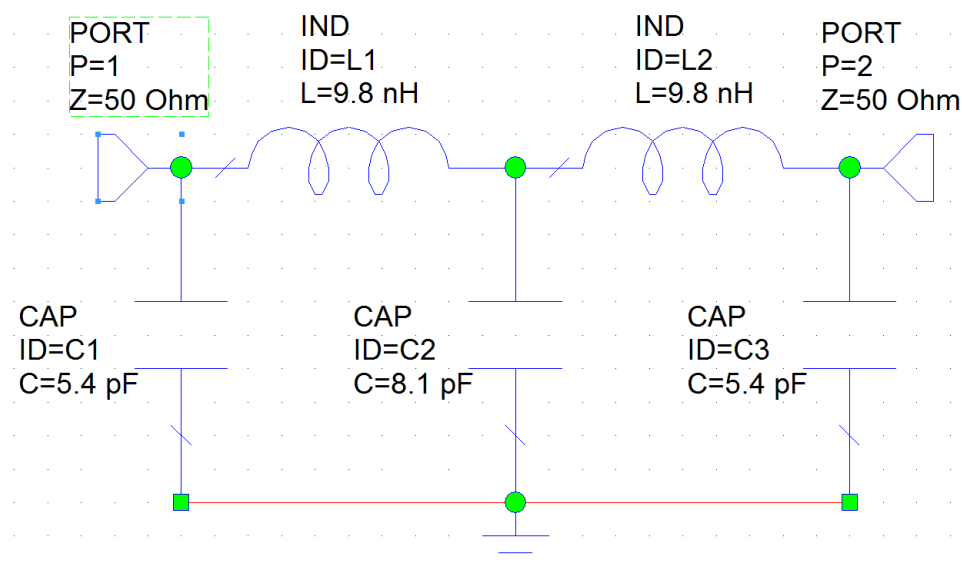 PORT
P=1
Z=50 Ohm
IND
ID=L1
L=9.8 nH
IND
ID=L2
L=9.8 nH
PORT
P=2
Z=50 Ohm
CAP
ID=C1
C=5.4 pF
CAP
ID=C2
C=8.1 pF
CAP
ID=C3
C=5.4 pF